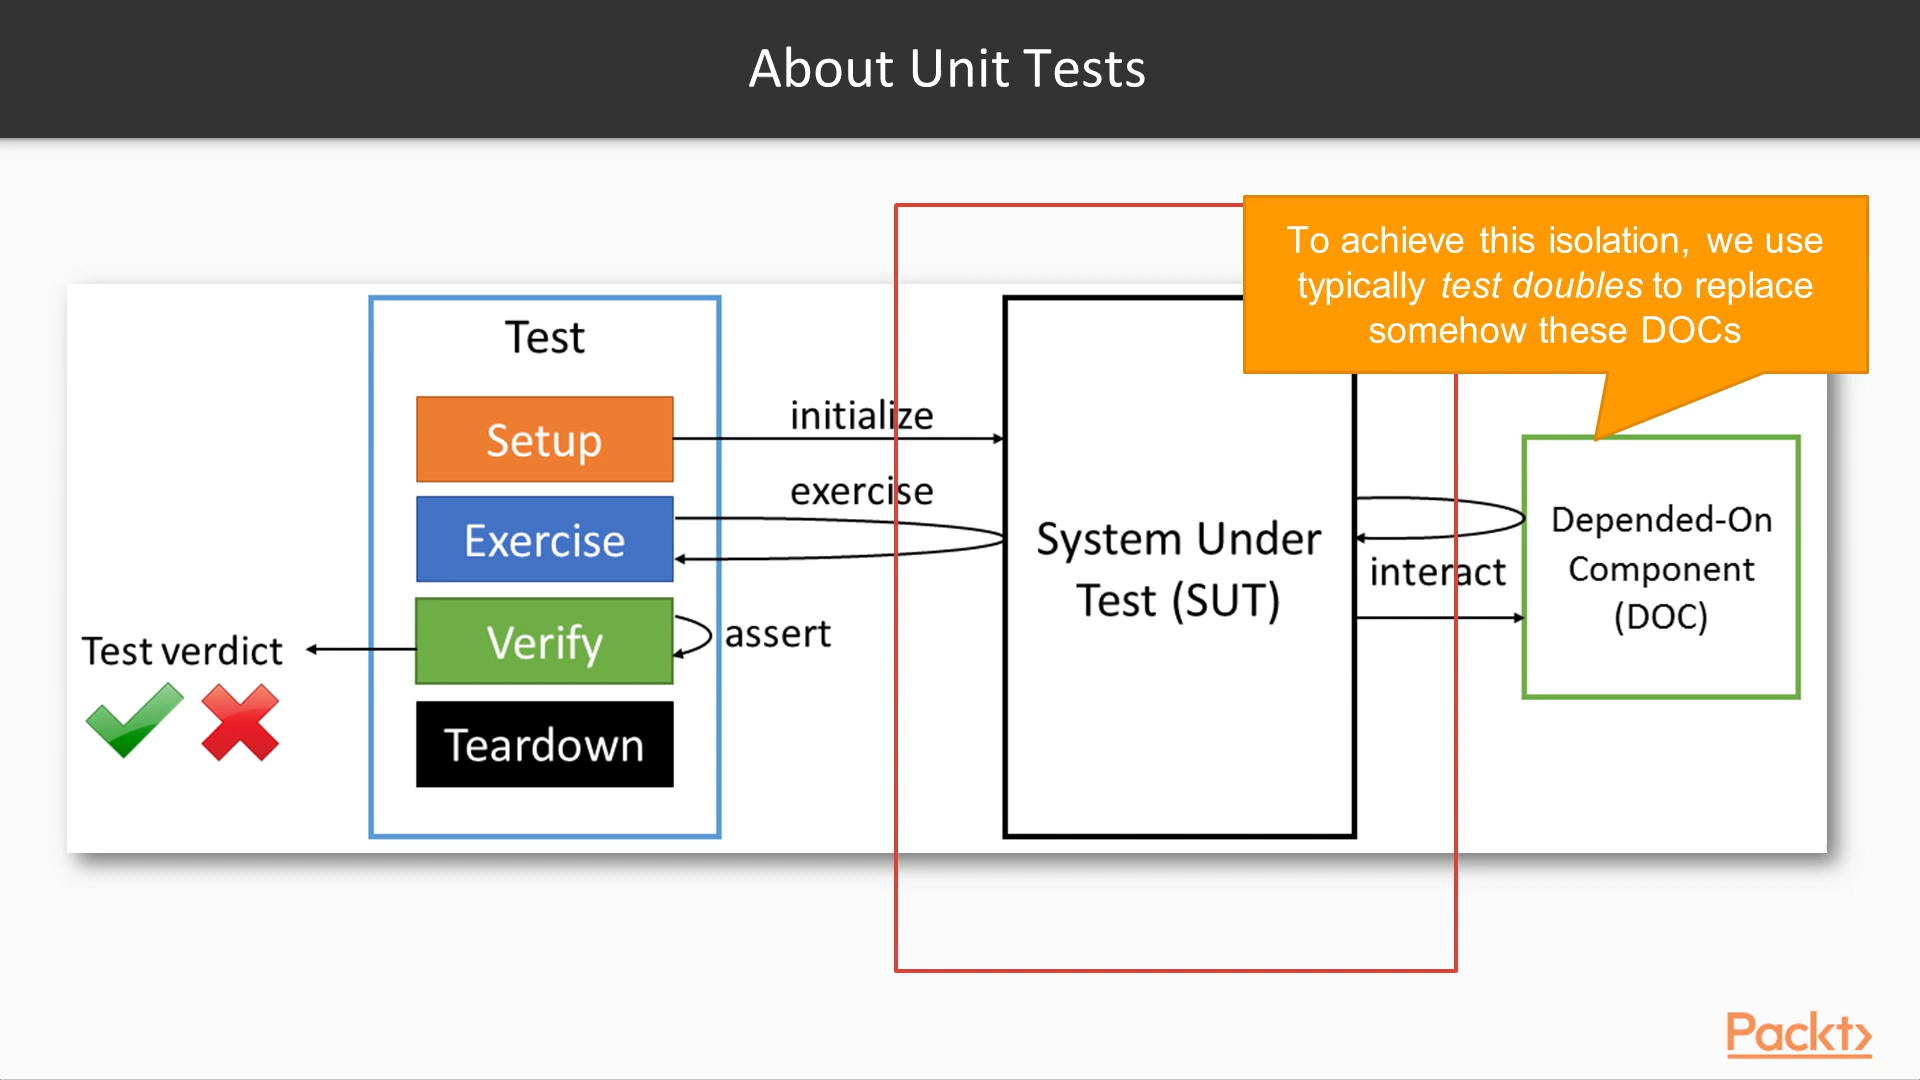 About Unit Tests
To achieve this isolation, we use
typically test doubles to replace
somehow these DOCs
Test
Setup
initialize
Exercise
exercise
Verify
assert
Teardown
Test verdict
System Under
Test (SUT)
interact
Depended-On
Component
(DOC)
Packt